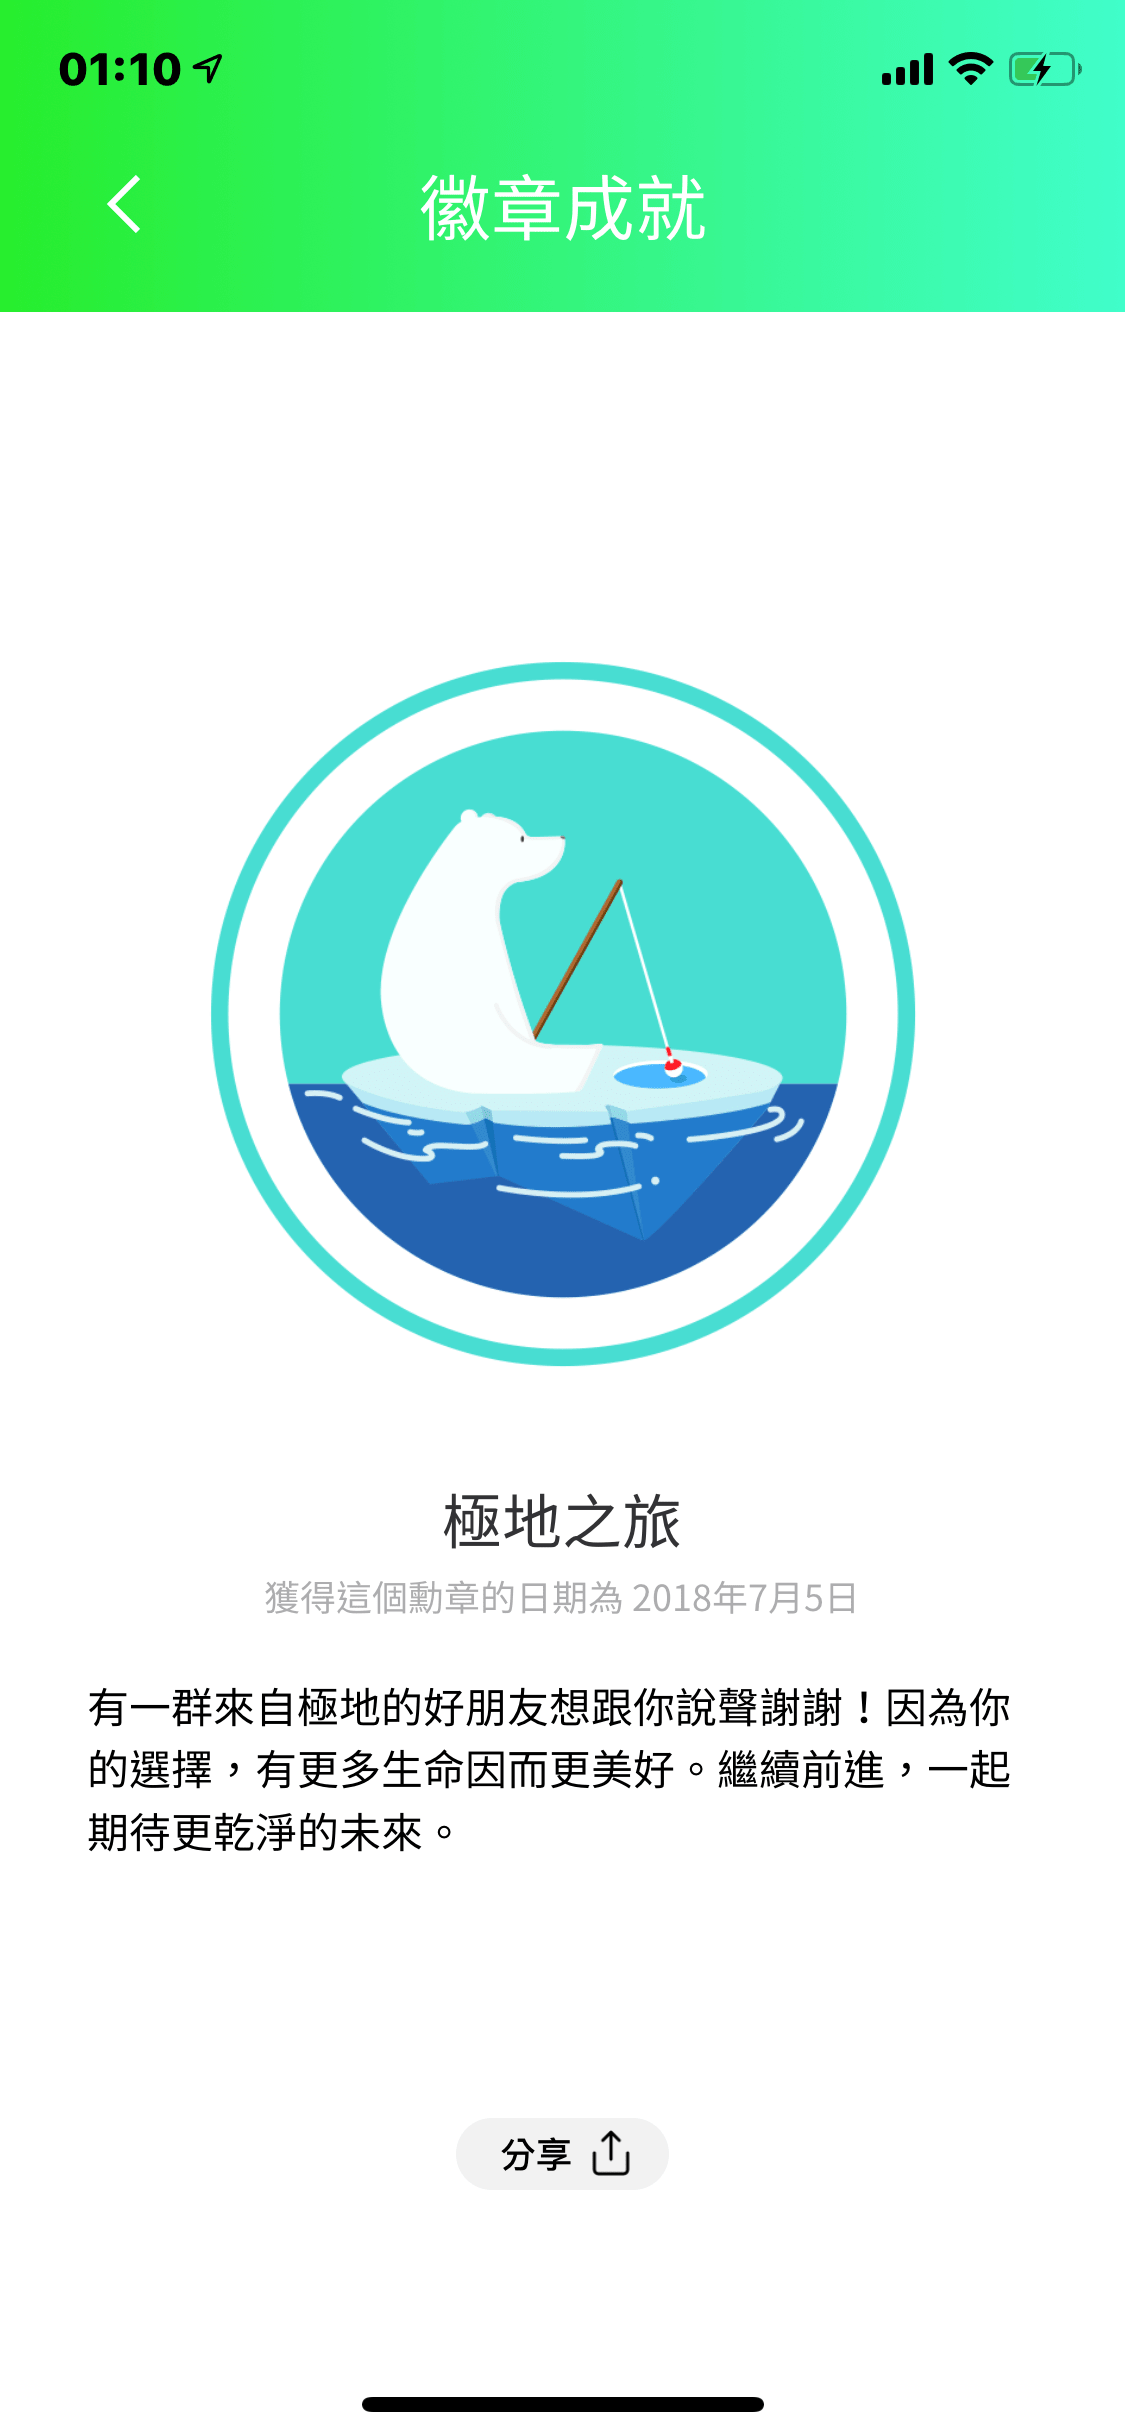 01:10
徽章成就
極地之旅
獲得這個勳章的日期為 2018年7月5日
有一群來自極地的好朋友想跟你說聲謝謝！因為你
的選擇，有更多生命因而更美好。繼續前進，一起
期待更乾淨的未來。
分享